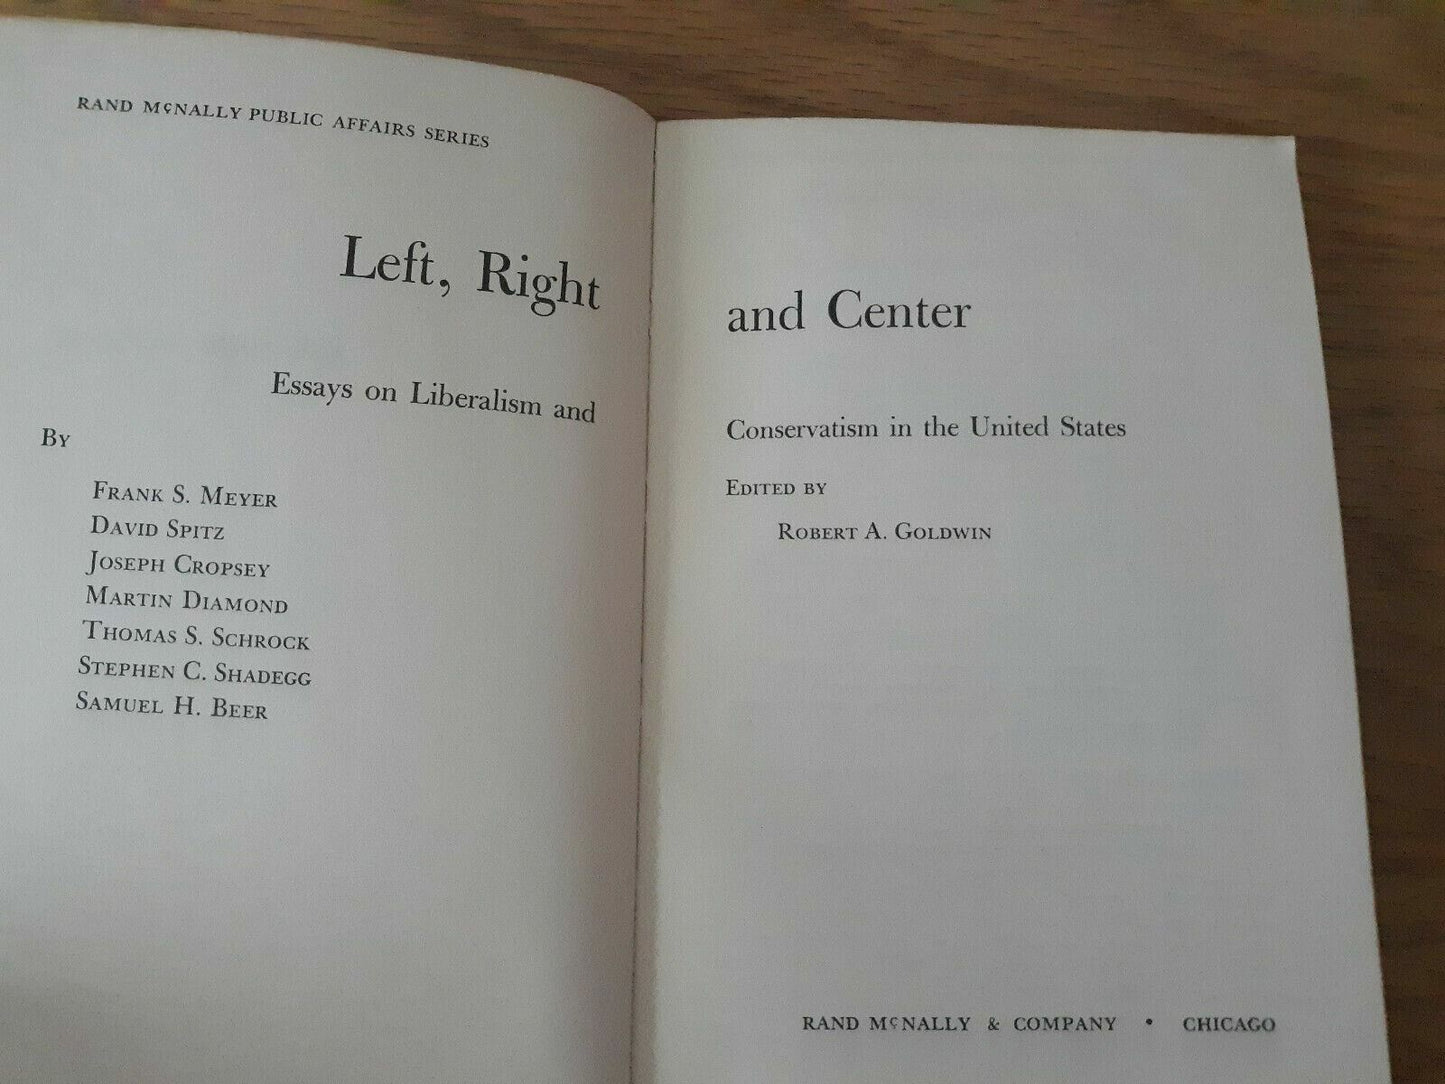 RAND McNALLY PUBLIC AFFAIRS SERIES
Left, Right
Essays on Liberalism and
By
Frank S. Meyer
David Spitz
Joseph Cropsey
Martin Diamond
Thomas S. Schrock
Stephen C. Shadegg
Samuel H. Beer
and Center
Conservatism in the United States
Edited by
Robert A. Goldwin
RAND McNALLY & COMPANY • CHICAGO